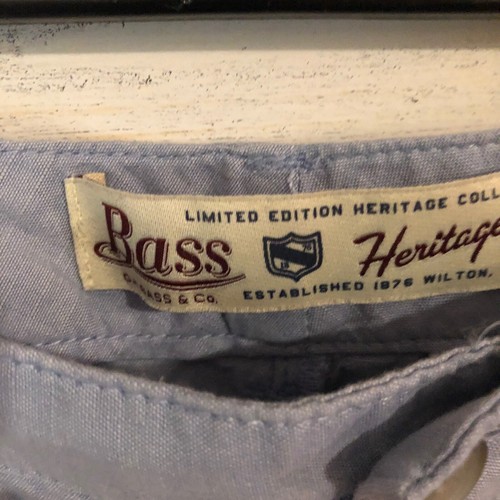 LIMITED EDITION HERITAGE COLL
Bass
Heritage
G.H. BASS & CO.
ESTABLISHED 1876 WILTON,